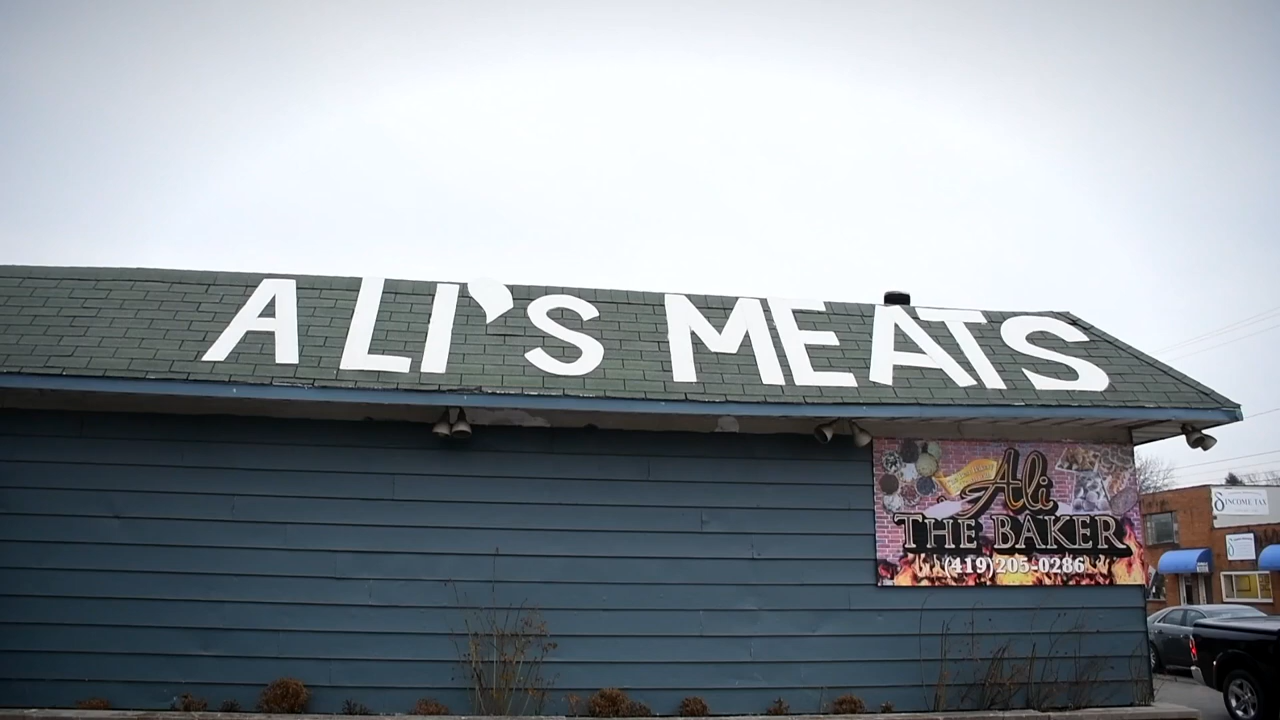 ALI'S MEATS
Ali
THE BAKER
(419)205-0286
INCOME TAX